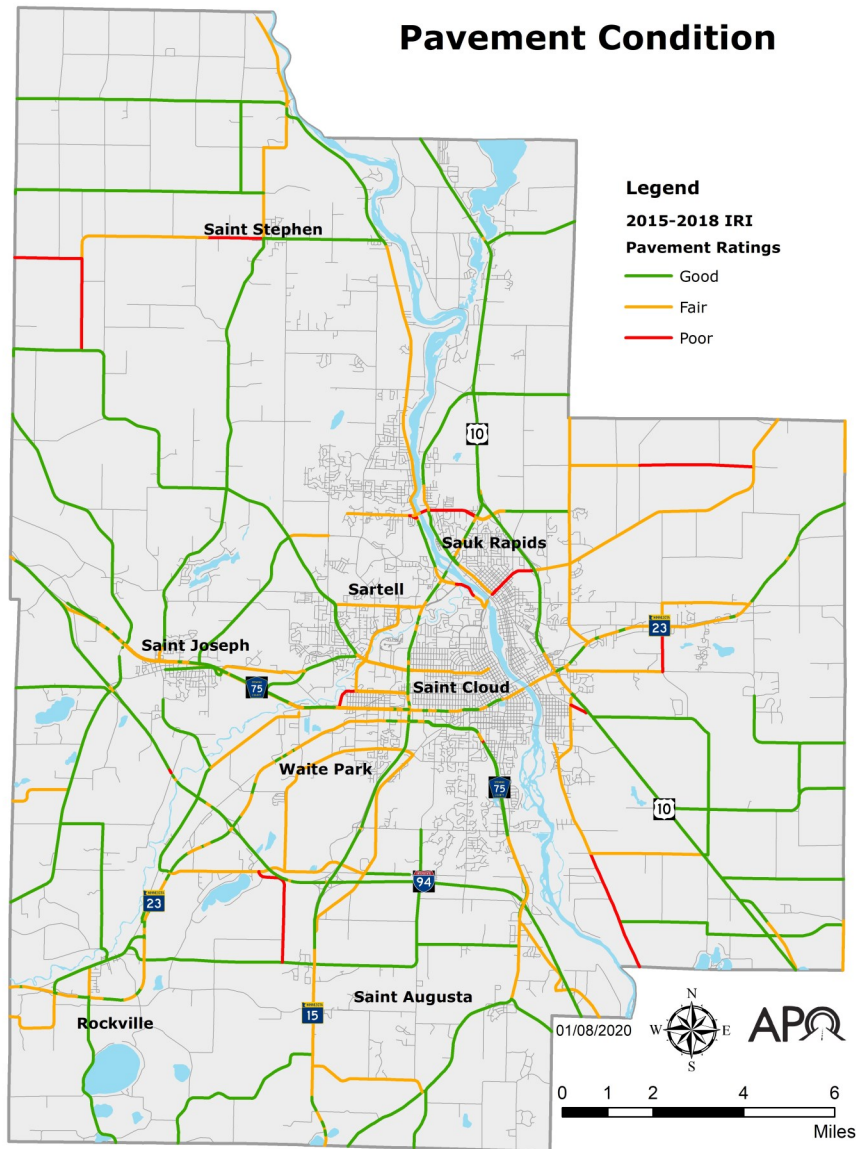 Pavement Condition
Legend
2015-2018 IRI
Pavement Ratings
Good
Fair
Poor
Saint Stephen
10
Sauk Rapids
Sartell
23
Saint Joseph
75
Saint Cloud
Waite Park
75
10
94
23
Saint Augusta
15
Rockville
01/08/2020
N
W
E
S
APO
0 1 2 4 6
Miles